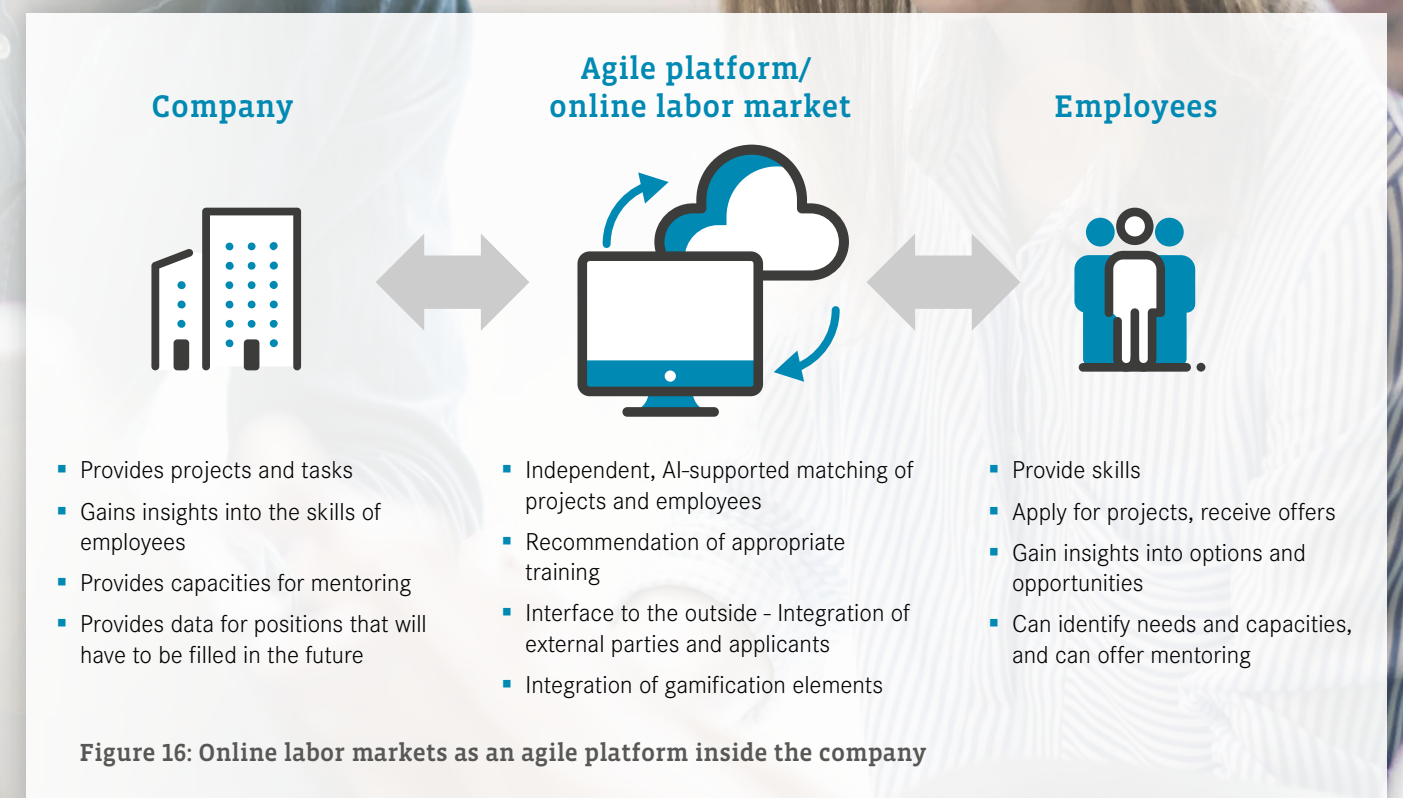 Company
Agile platform/
online labor market
Employees
▪ Provides projects and tasks
▪ Gains insights into the skills of
employees
▪ Provides capacities for mentoring
▪ Provides data for positions that will
have to be filled in the future
▪ Independent, AI-supported matching of
projects and employees
▪ Recommendation of appropriate
training
▪ Interface to the outside - Integration of
external parties and applicants
▪ Integration of gamification elements
▪ Provide skills
▪ Apply for projects, receive offers
▪ Gain insights into options and
opportunities
▪ Can identify needs and capacities,
and can offer mentoring
Figure 16: Online labor markets as an agile platform inside the company